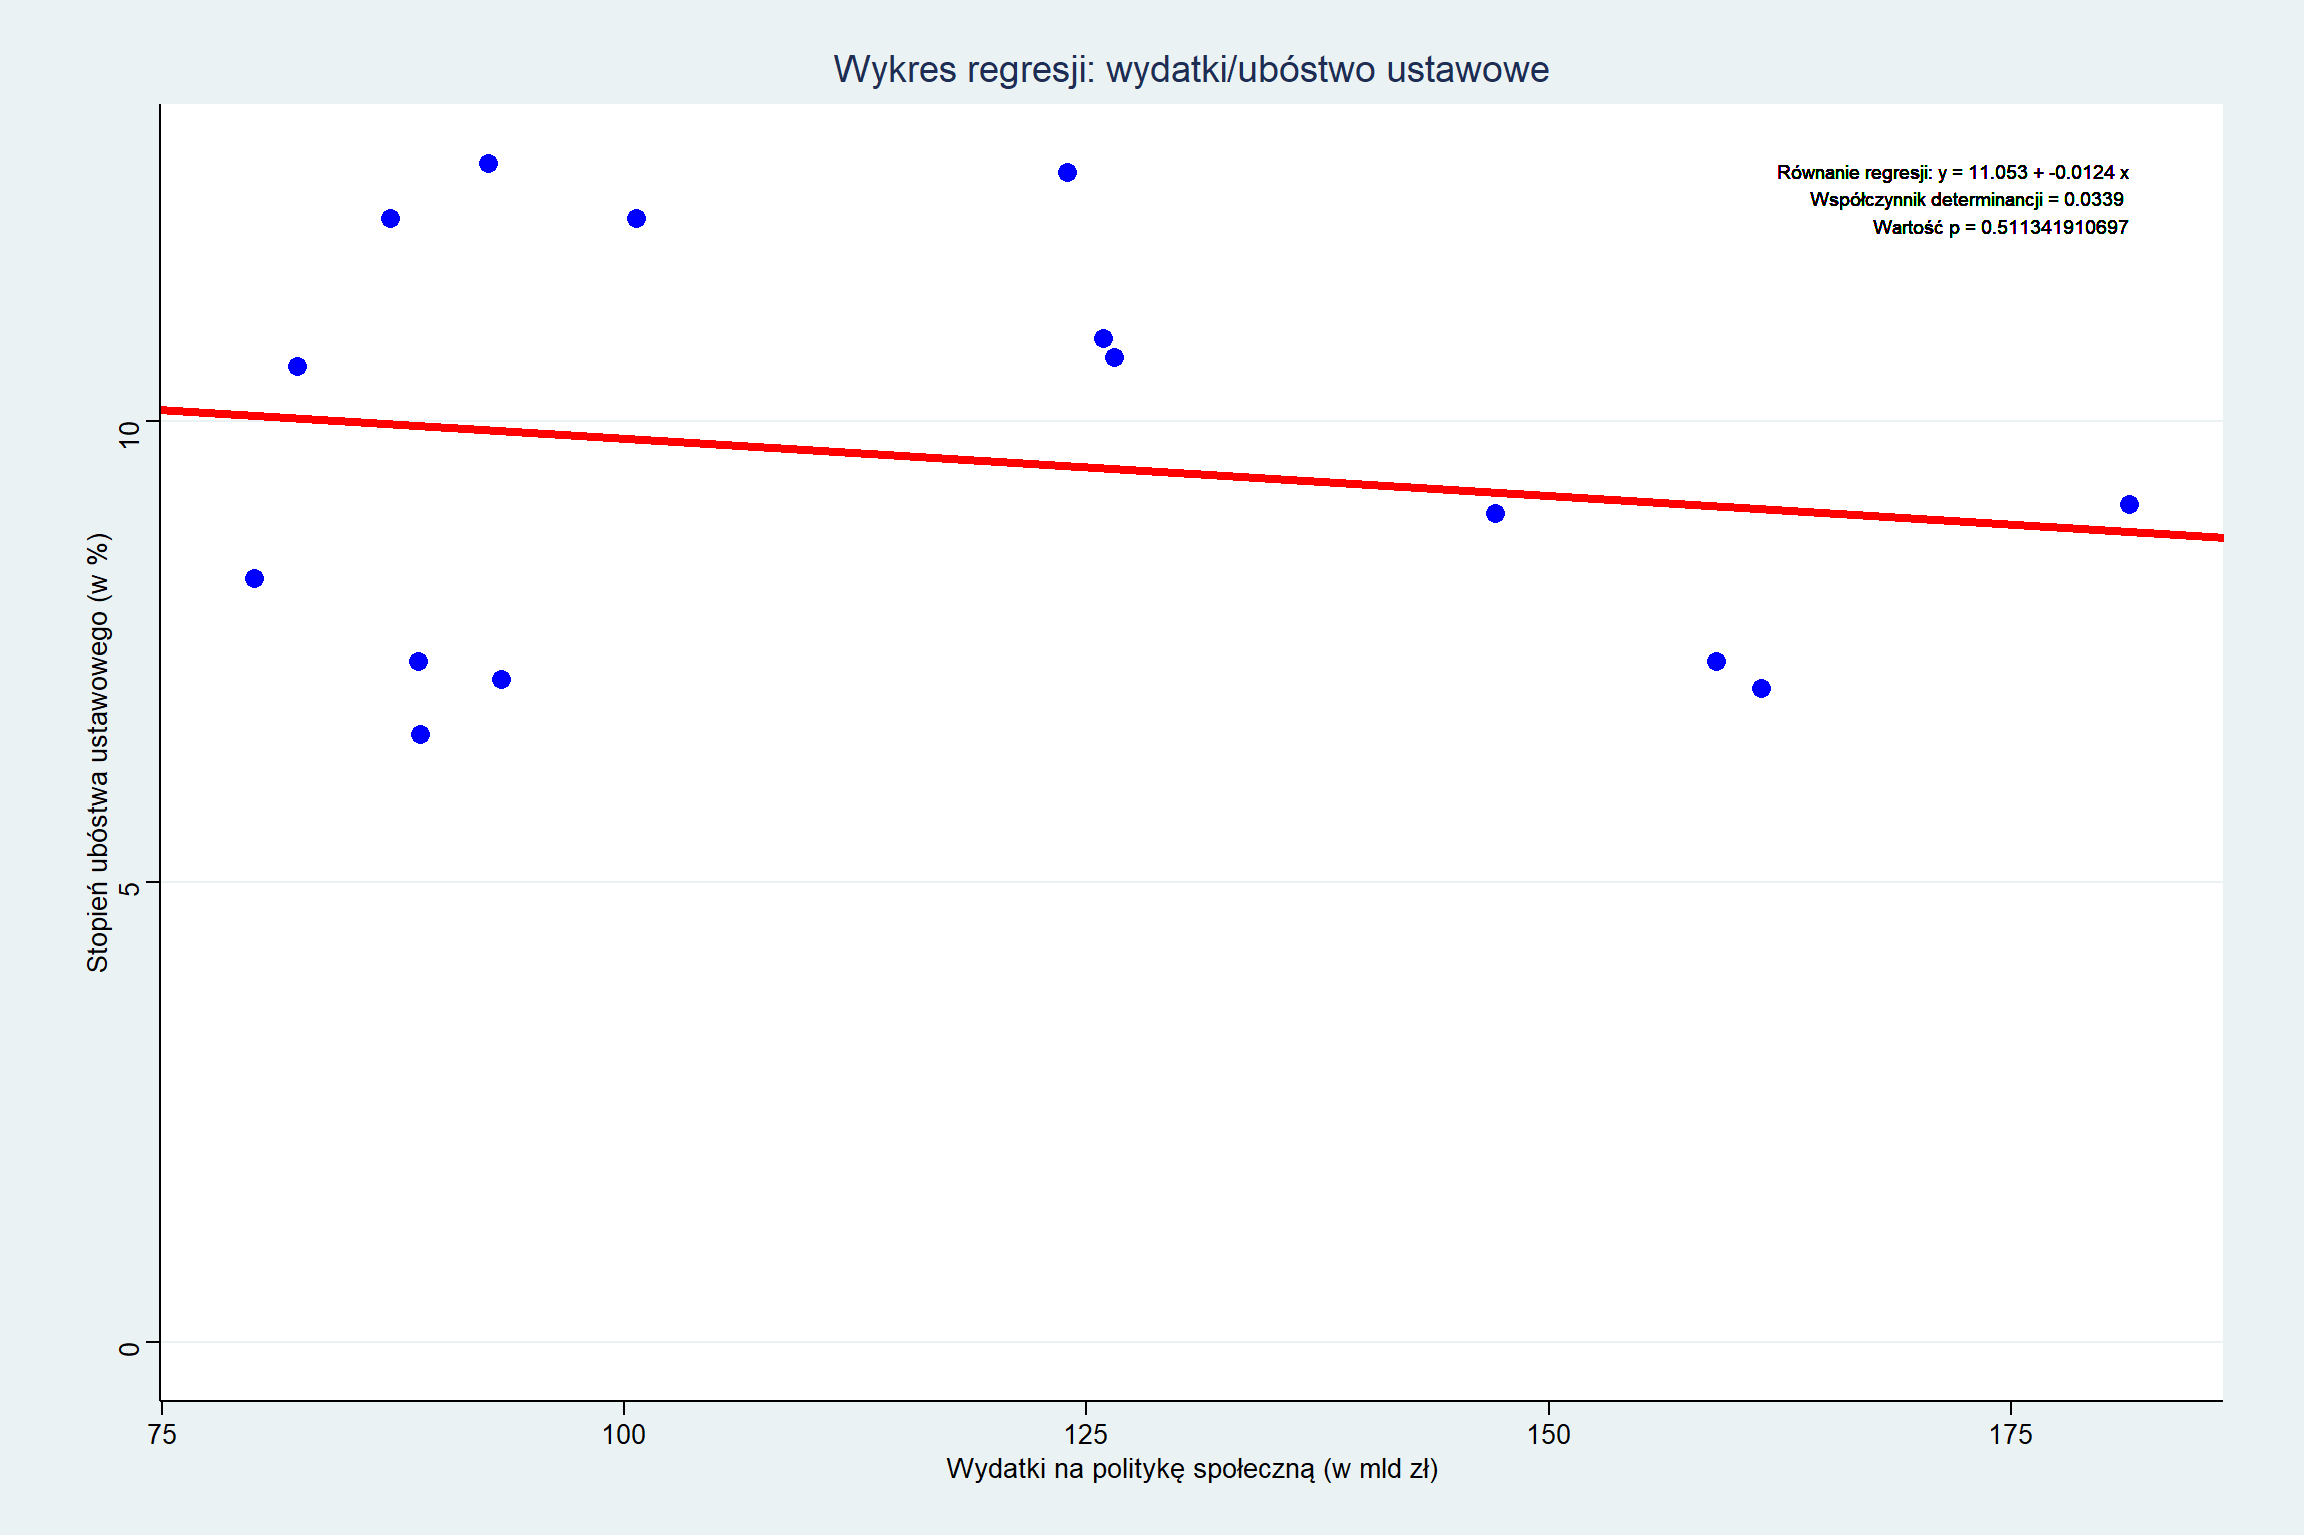 Wykres regresji: wydatki/ubóstwo ustawowe
Równanie regresji: y = 11.053 + -0.0124 x
Współczynnik determinancji = 0.0339
Wartość p = 0.511341910697
Stopień ubóstwa ustawowego (w %)
10
5
0
75 100 125 150 175
Wydatki na politykę społeczną (w mld zł)